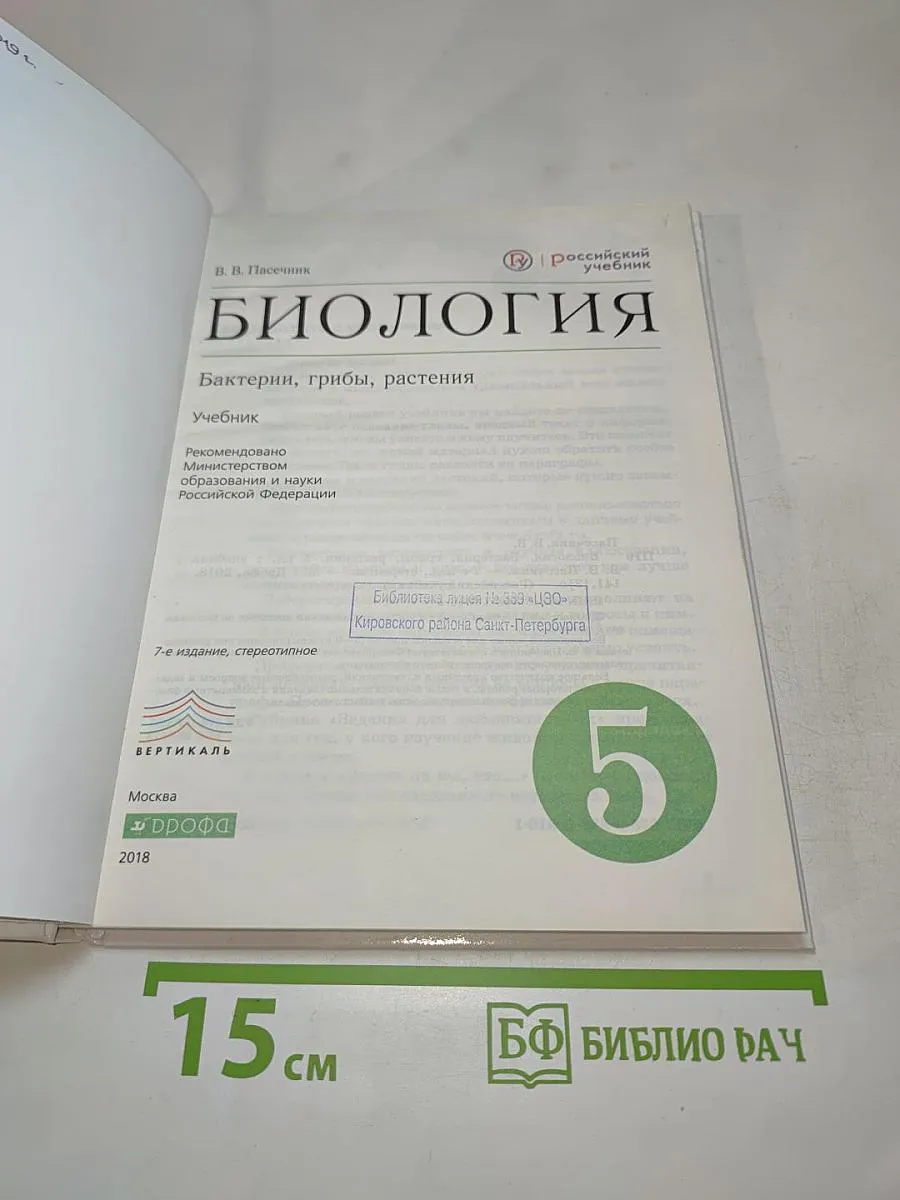 В. В. Пасечник
Российский
учебник
БИОЛОГИЯ
Бактерии, грибы, растения
Учебник
Рекомендовано
Министерством
образования и науки
Российской Федерации
Библиотека лицея № 389 «ЦЭО»
Кировского района Санкт-Петербурга
7-е издание, стереотипное
ВЕРТИКАЛЬ
5
Москва
дрофа
2018
15 см
БФ БИБЛИО РАЧ